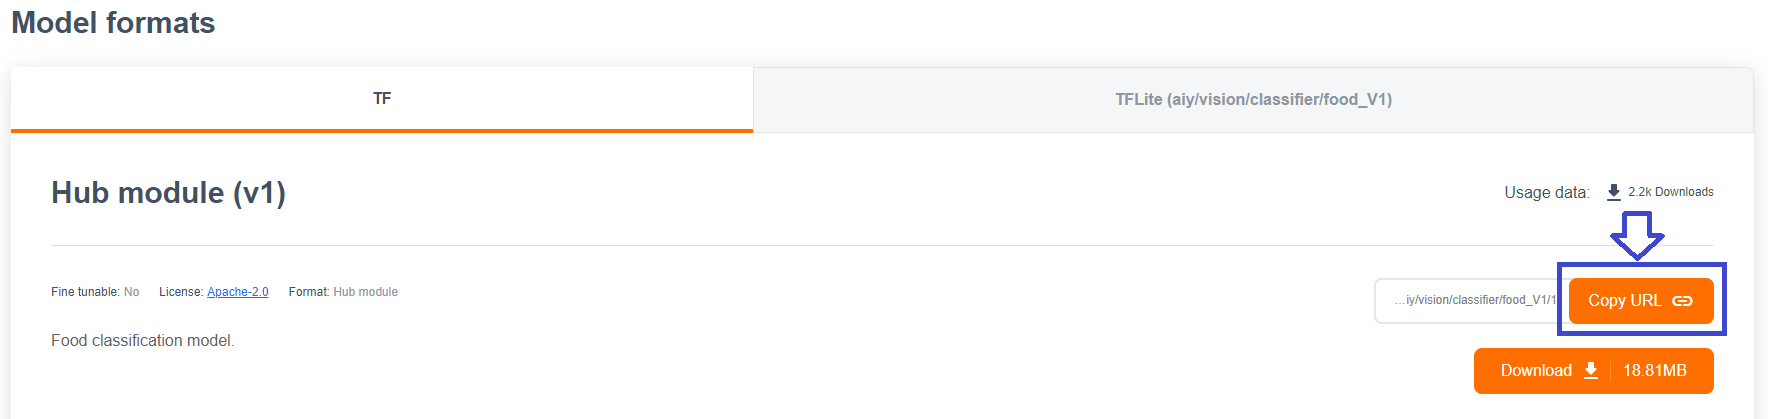 Model formats
TF
TFLite (aiy/vision/classifier/food_V1)
Hub module (v1)
Usage data: 2.2k Downloads
Fine tunable: No License: Apache-2.0 Format: Hub module
...iy/vision/classifier/food_V1/1
Copy URL
Food classification model.
Download 18.81MB